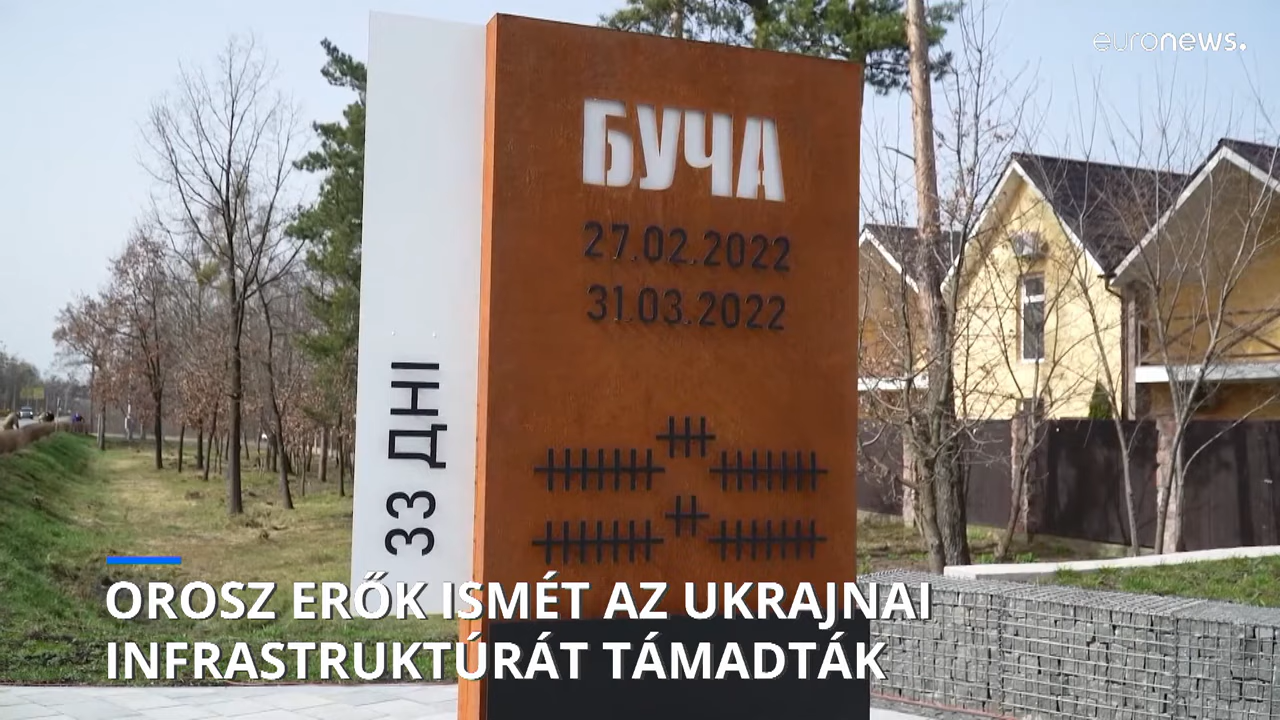 euronews.
БУЧА
27.02.2022
31.03.2022
33 ДНІ
OROSZ ERŐK ISMÉT AZ UKRAJNAI
INFRASTRUKTÚRÁT TÁMADTÁK